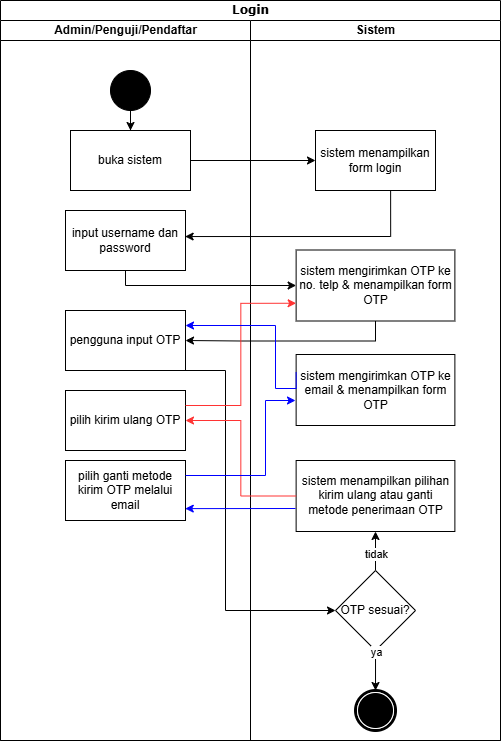 Login
Admin/Penguji/Pendaftar
Sistem
buka sistem
sistem menampilkan
form login
input username dan
password
sistem mengirimkan OTP ke
no. telp & menampilkan form
OTP
pengguna input OTP
sistem mengirimkan OTP ke
email & menampilkan form
OTP
pilih kirim ulang OTP
pilih ganti metode
kirim OTP melalui
email
sistem menampilkan pilihan
kirim ulang atau ganti
metode penerimaan OTP
tidak
OTP sesuai?
ya